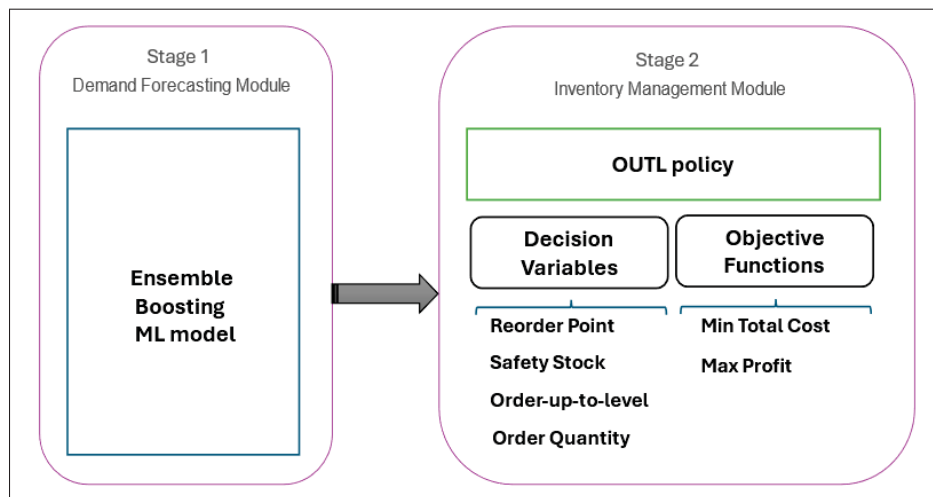 Stage 1
Demand Forecasting Module
Ensemble
Boosting
ML model
Stage 2
Inventory Management Module
OUTL policy
Decision
Variables
Reorder Point
Safety Stock
Order-up-to-level
Order Quantity
Objective
Functions
Min Total Cost
Max Profit